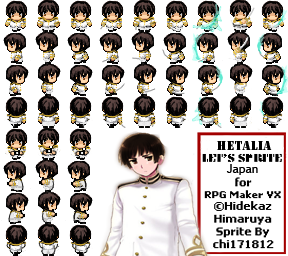 HETALIA
LET'S SPRITE
Japan
for
RPG Maker VX
©Hidekaz
Himaruya
Sprite By
chi171812